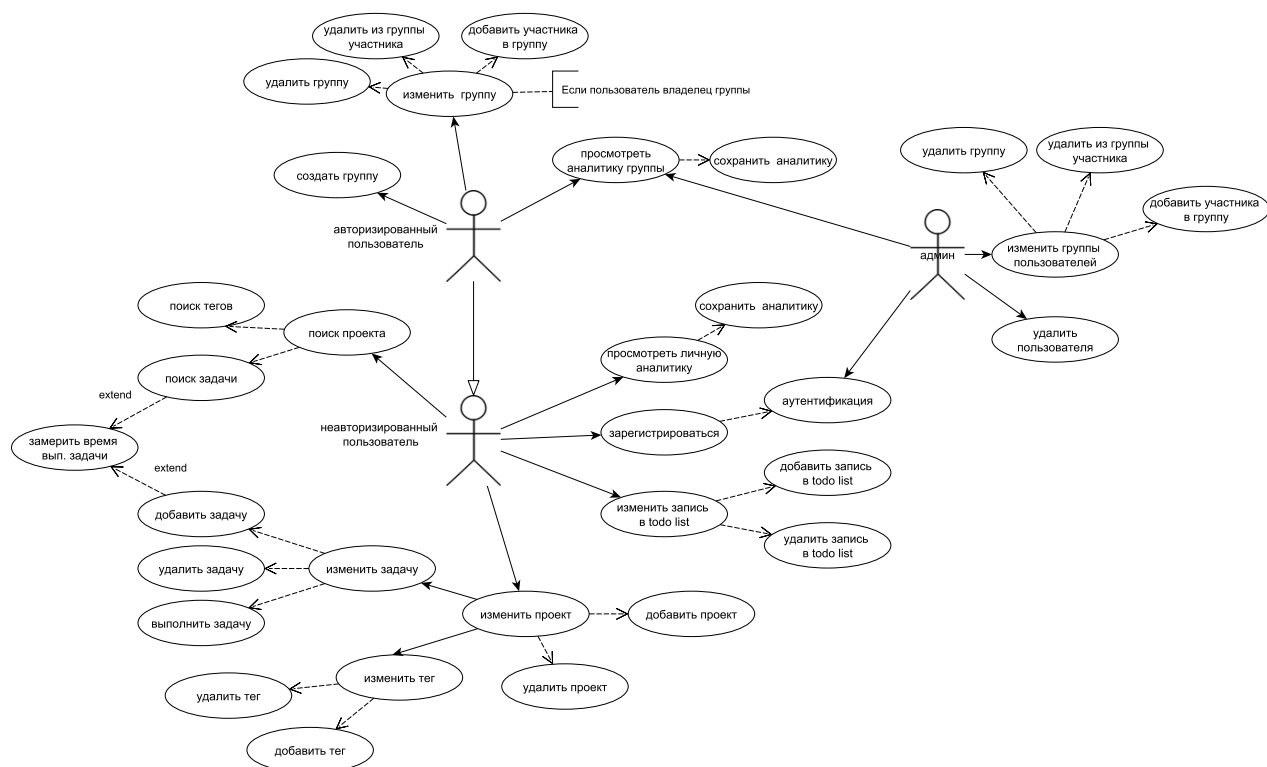 удалить из группы
участника
добавить участника
в группу
удалить группу
изменить группу
Если пользователь владелец группы
просмотреть
аналитику группы
сохранить аналитику
удалить группу
удалить из группы
участника
создать группу
добавить участника
в группу
авторизированный
пользователь
админ
изменить группы
пользователей
поиск тегов
сохранить аналитику
поиск проекта
удалить
пользователя
просмотреть личную
аналитику
поиск задачи
extend
аутентификация
неавторизированный
пользователь
зарегистрироваться
замерить время
вып. задачи
extend
добавить запись
в todo list
добавить задачу
изменить запись
в todo list
удалить запись
в todo list
удалить задачу
изменить задачу
выполнить задачу
изменить проект
добавить проект
изменить тег
удалить проект
удалить тег
добавить тег